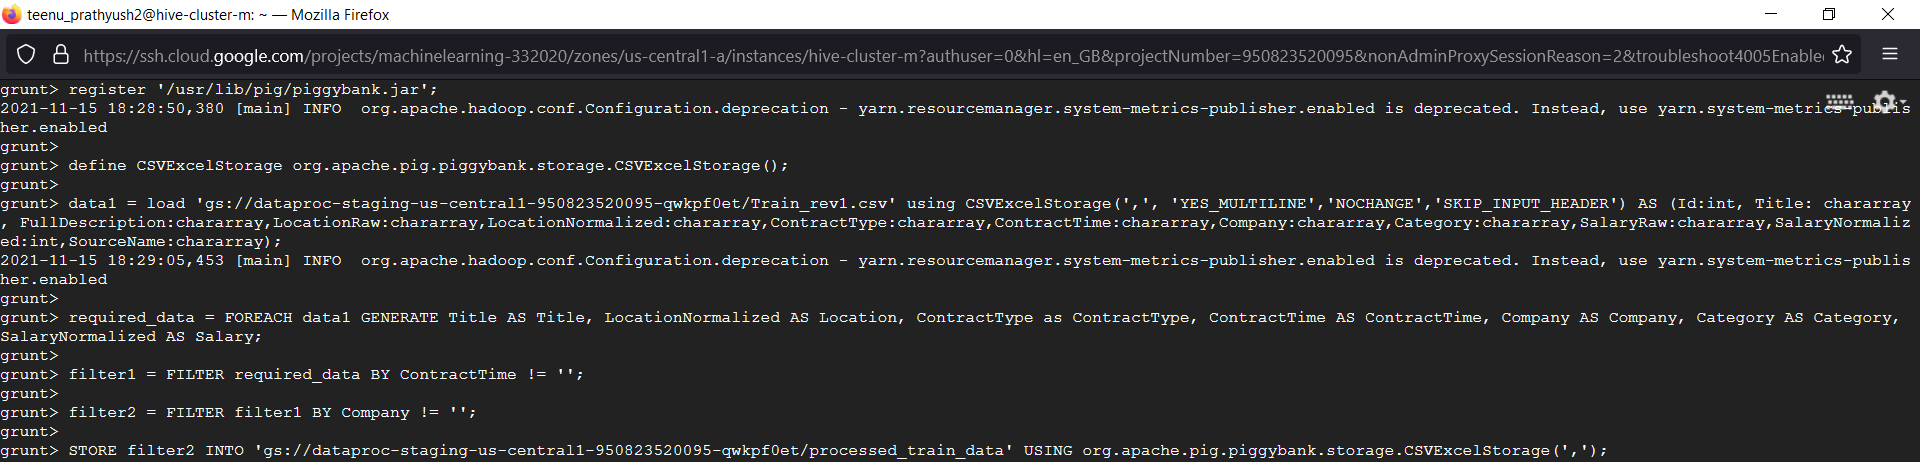 teenu_prathyush2@hive-cluster-m: ~ — Mozilla Firefox
https://ssh.cloud.google.com/projects/machinelearning-332020/zones/us-central1-a/instances/hive-cluster-m?authuser=0&hl=en_GB&projectNumber=950823520095&nonAdminProxySessionReason=2&troubleshoot4005Enable
grunt> register '/usr/lib/pig/piggybank.jar';
2021-11-15 18:28:50,380 [main] INFO  org.apache.hadoop.conf.Configuration.deprecation - yarn.resourcemanager.system-metrics-publisher.enabled is deprecated. Instead, use yarn.system-metrics-publis
her.enabled
grunt>
grunt> define CSVExcelStorage org.apache.pig.piggybank.storage.CSVExcelStorage();
grunt>
grunt> data1 = load 'gs://dataproc-staging-us-central1-950823520095-qwkpf0et/Train_rev1.csv' using CSVExcelStorage(',', 'YES_MULTILINE','NOCHANGE','SKIP_INPUT_HEADER') AS (Id:int, Title: chararray
, FullDescription:chararray,LocationRaw:chararray,LocationNormalized:chararray,ContractType:chararray,ContractTime:chararray,Company:chararray,Category:chararray,SalaryRaw:chararray,SalaryNormaliz
ed:int,SourceName:chararray);
2021-11-15 18:29:05,453 [main] INFO  org.apache.hadoop.conf.Configuration.deprecation - yarn.resourcemanager.system-metrics-publisher.enabled is deprecated. Instead, use yarn.system-metrics-publis
her.enabled
grunt>
grunt> required_data = FOREACH data1 GENERATE Title AS Title, LocationNormalized AS Location, ContractType as ContractType, ContractTime AS ContractTime, Company AS Company, Category AS Category,
SalaryNormalized AS Salary;
grunt>
grunt> filter1 = FILTER required_data BY ContractTime != '';
grunt>
grunt> filter2 = FILTER filter1 BY Company != '';
grunt>
grunt> STORE filter2 INTO 'gs://dataproc-staging-us-central1-950823520095-qwkpf0et/processed_train_data' USING org.apache.pig.piggybank.storage.CSVExcelStorage(',');